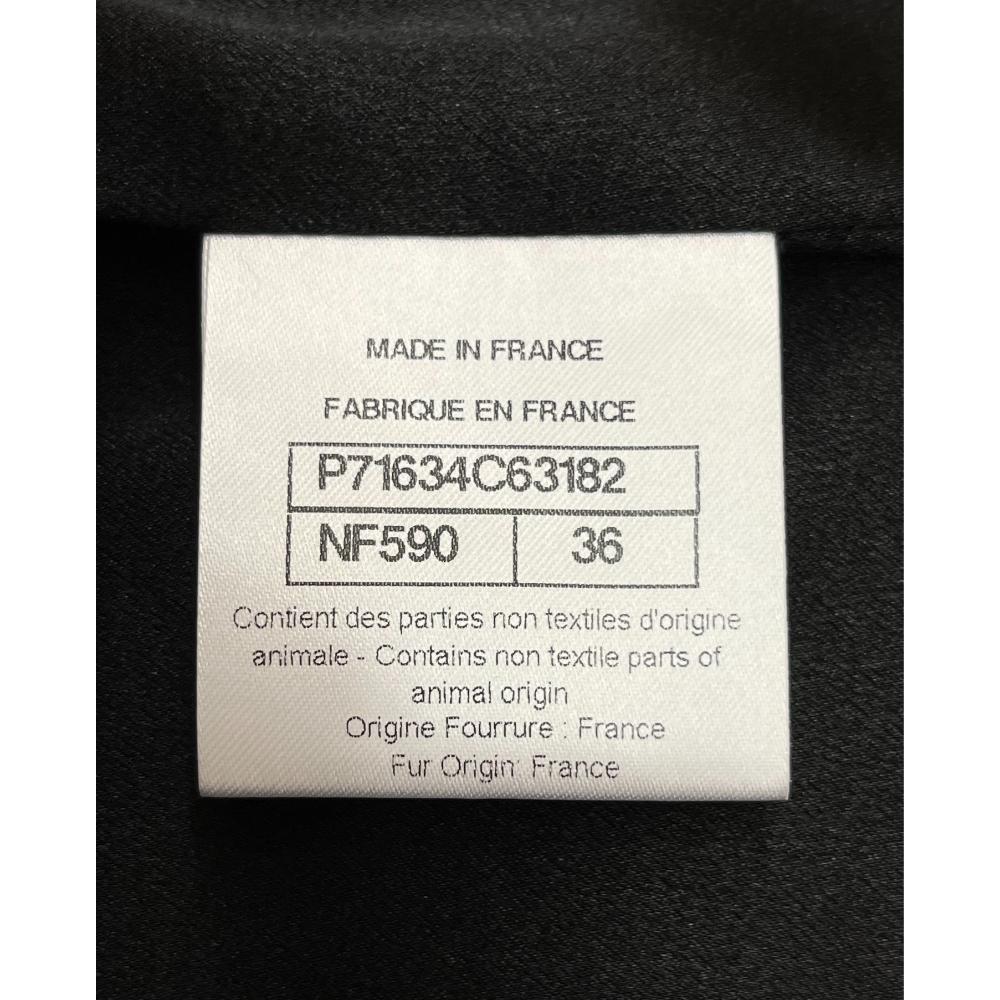 MADE IN FRANCE
FABRIQUE EN FRANCE
P71634C63182
NF590 36
Contient des parties non textiles d'origine
animale - Contains non textile parts of
animal origin
Origine Fourrure : France
Fur Origin: France